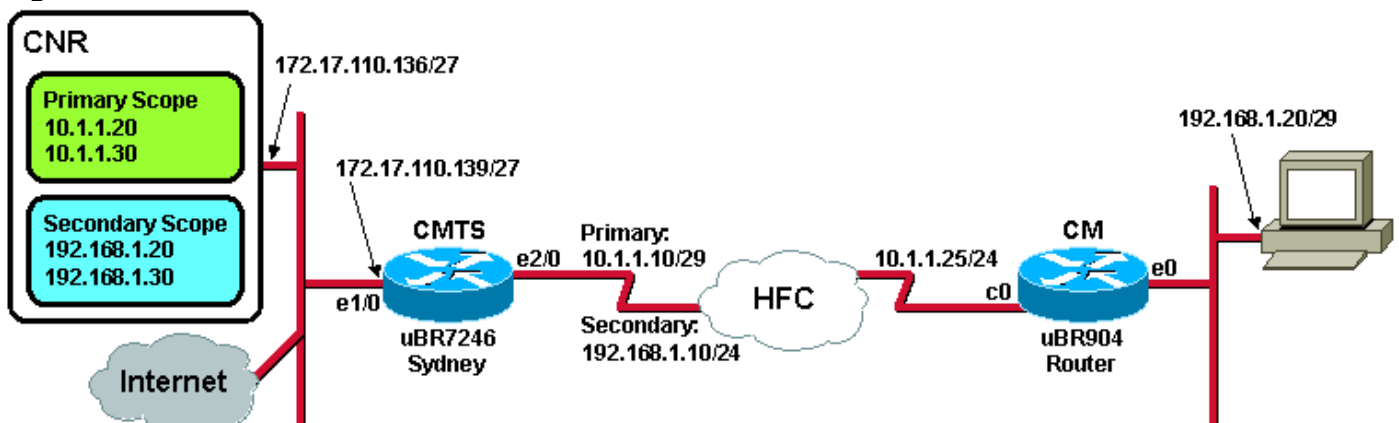 CNR
Primary Scope
10.1.1.20
10.1.1.30
Secondary Scope
192.168.1.20
192.168.1.30
172.17.110.136/27
172.17.110.139/27
CMTS
e1/0
e2/0
uBR7246
Sydney
Internet
Primary:
10.1.1.10/29
Secondary:
192.168.1.10/24
HFC
10.1.1.25/24
c0
CM
e0
uBR904
Router
192.168.1.20/29